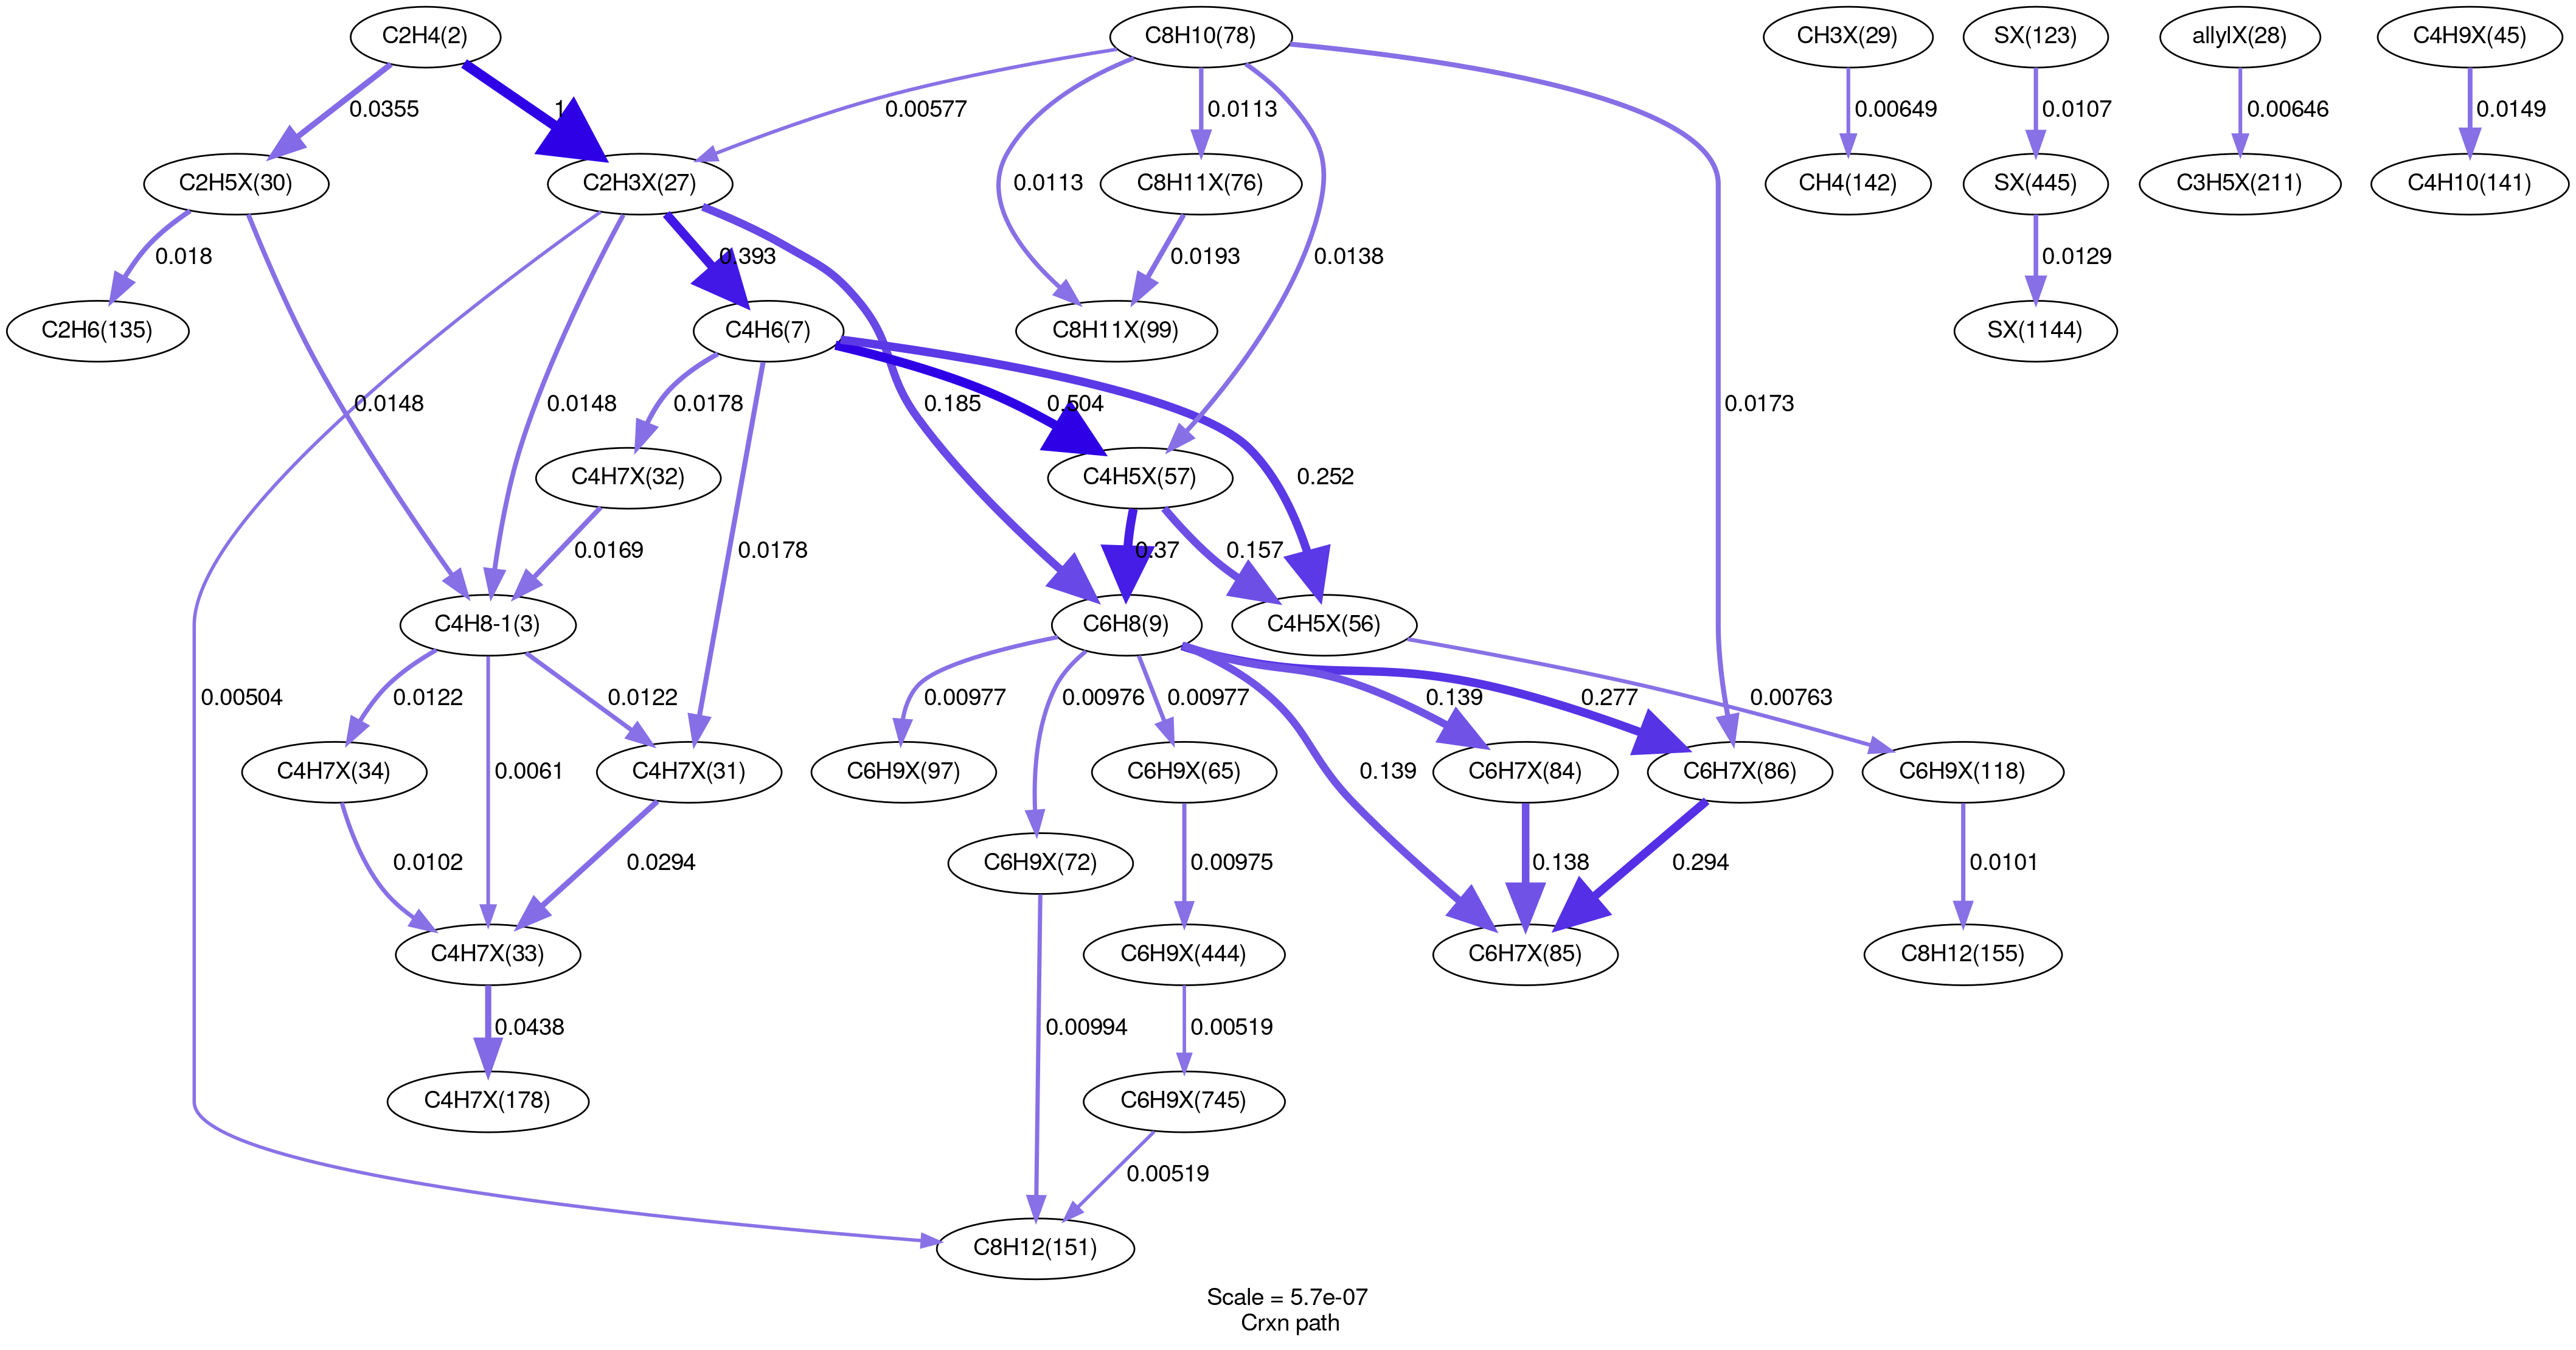 C2H4(2)
C8H10(78)
CH3X(29)
SX(123)
allylX(28)
C4H9X(45)
0.0355
1
0.00577
0.0113
0.00649
0.0107
0.00646
0.0149
C2H5X(30)
C2H3X(27)
0.0113
C8H11X(76)
CH4(142)
SX(445)
C3H5X(211)
C4H10(141)
0.018
0.393
0.0193
0.0138
0.0129
C2H6(135)
C4H6(7)
C8H11X(99)
SX(1144)
0.0148
0.0148
0.0178
0.185
0.504
0.0173
C4H7X(32)
C4H5X(57)
0.252
0.0169
0.0178
0.37
0.157
C4H8-1(3)
C6H8(9)
C4H5X(56)
0.00504
0.0122
0.0061
0.0122
0.00977
0.00976
0.00977
0.139
0.277
0.00763
C4H7X(34)
C4H7X(31)
C6H9X(97)
C6H9X(65)
0.139
C6H7X(84)
C6H7X(86)
C6H9X(118)
0.0102
0.0294
C6H9X(72)
0.00975
0.138
0.294
0.0101
C4H7X(33)
C6H9X(444)
C6H7X(85)
C8H12(155)
0.0438
0.00994
0.00519
C4H7X(178)
C6H9X(745)
0.00519
C8H12(151)
Scale = 5.7e-07
Crxn path